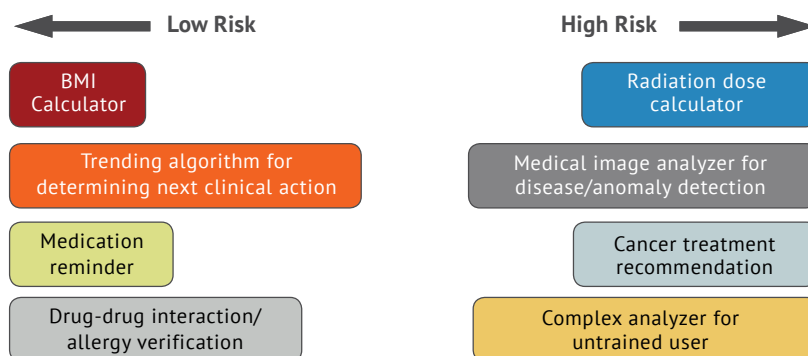 Low Risk
High Risk
BMI
Calculator
Radiation dose
calculator
Trending algorithm for
determining next clinical action
Medical image analyzer for
disease/anomaly detection
Medication
reminder
Cancer treatment
recommendation
Drug-drug interaction/
allergy verification
Complex analyzer for
untrained user